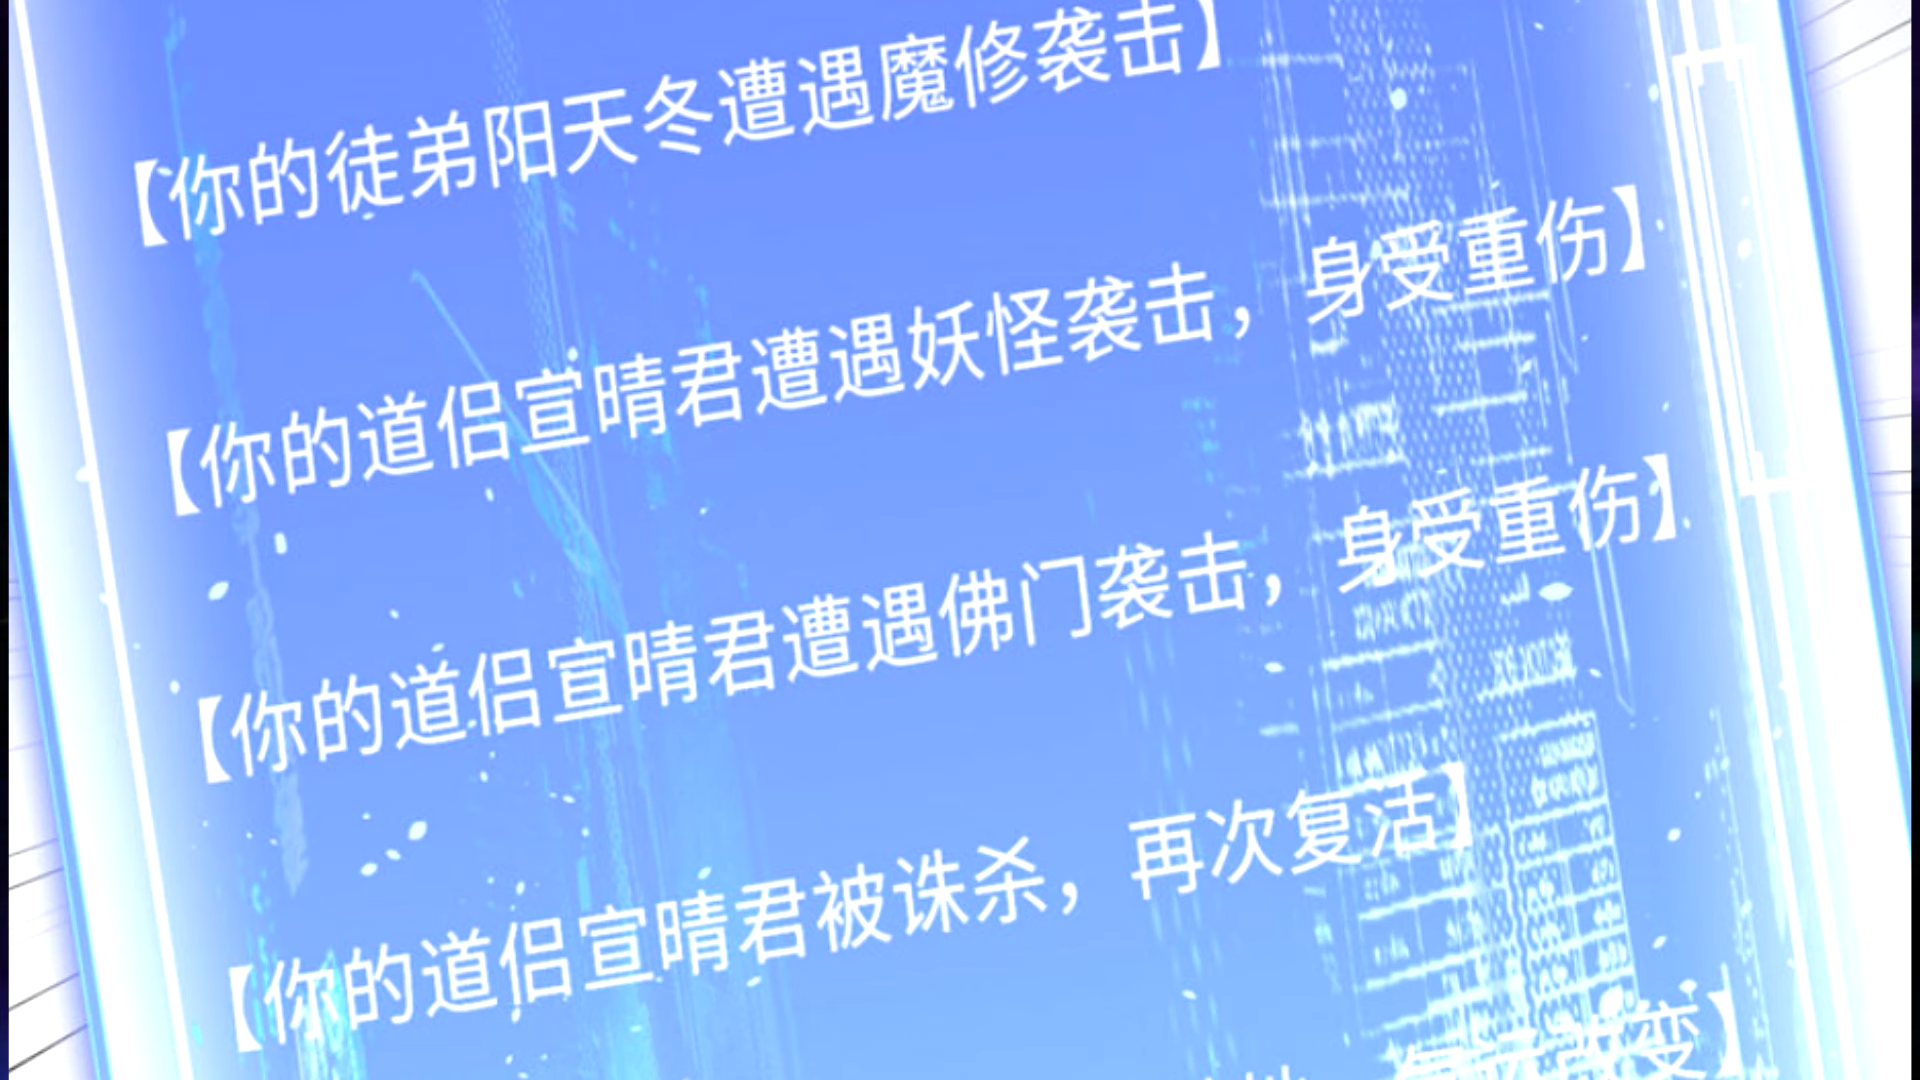 【你的徒弟阳天冬遭遇魔修袭击】
【你的道侣宣晴君遭遇妖怪袭击，身受重伤】
【你的道侣宣晴君遭遇佛门袭击，身受重伤】
【你的道侣宣晴君被诛杀，再次复活】
改变】